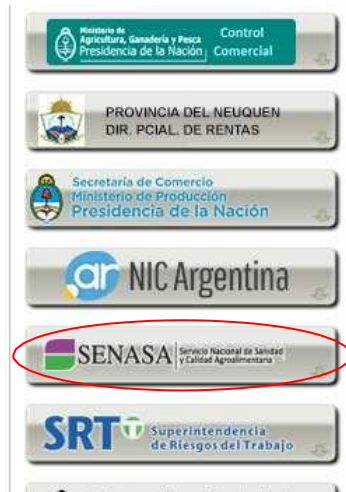 Ministerio de
Agricultura, Ganadería y Pesca
Presidencia de la Nación
Control
Comercial
PROVINCIA DEL NEUQUEN
DIR. PCIAL. DE RENTAS
Secretaría de Comercio
Ministerio de Producción
Presidencia de la Nación
.ar NIC Argentina
SENASA
Servicio Nacional de Sanidad
y Calidad Agroalimentaria
SRT
Superintendencia
de Riesgos del Trabajo